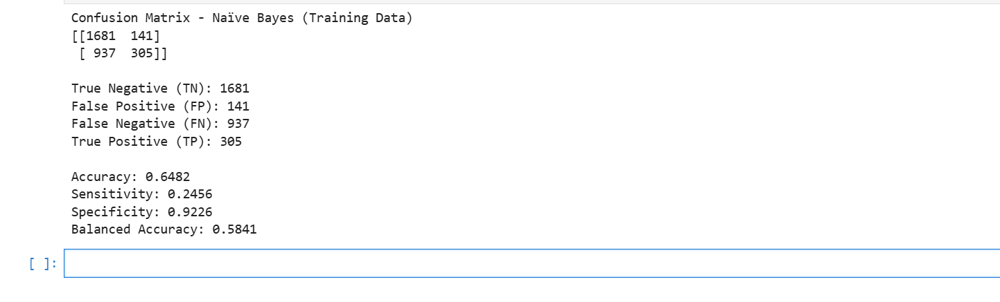 Confusion Matrix - Naïve Bayes (Training Data)
[[1681  141]
 [ 937  305]]
True Negative (TN): 1681
False Positive (FP): 141
False Negative (FN): 937
True Positive (TP): 305
Accuracy: 0.6482
Sensitivity: 0.2456
Specificity: 0.9226
Balanced Accuracy: 0.5841
[ ]: